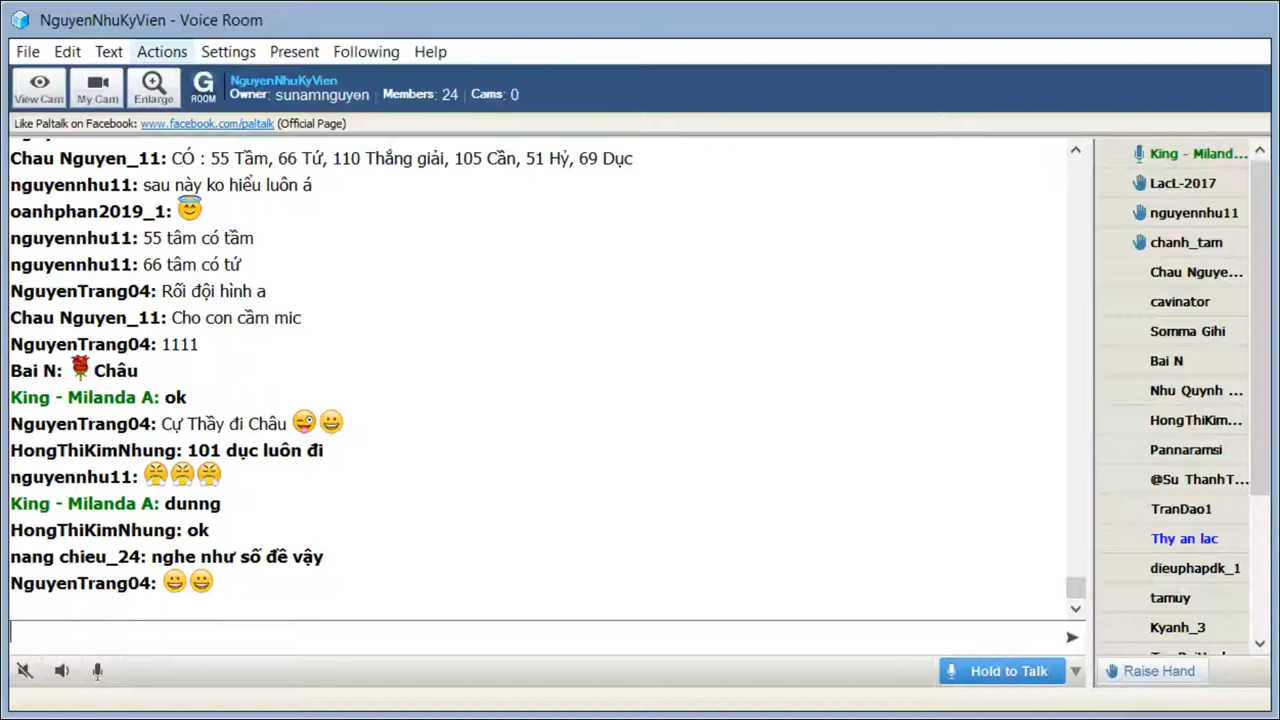 NguyenNhuKyVien - Voice Room
File Edit Text Actions Settings Present Following Help
View Cam My Cam Enlarge G ROOM
NguyenNhuKyVien
Owner: sunamnguyen Members: 24 Cams: 0
Like Paltalk on Facebook: www.facebook.com/paltalk (Official Page)
Chau Nguyen_11: CÓ : 55 Tầm, 66 Tứ, 110 Thắng giải, 105 Cần, 51 Hỷ, 69 Dục
nguyennhu11: sau này ko hiểu luôn á
oanhphan2019_1:
nguyennhu11: 55 tâm có tầm
nguyennhu11: 66 tâm có tứ
NguyenTrang04: Rối đội hình a
Chau Nguyen_11: Cho con cầm mic
NguyenTrang04: 1111
Bai N: Châu
King - Milanda A: ok
NguyenTrang04: Cự Thầy đi Châu
HongThiKimNhung: 101 dục luôn đi
nguyennhu11:
King - Milanda A: dunng
HongThiKimNhung: ok
nang chieu_24: nghe như số đề vậy
NguyenTrang04:
King - Miland...
LacL-2017
nguyennhu11
chanh_tam
Chau Nguye...
cavinator
Somma Gihi
Bai N
Nhu Quynh ...
HongThiKim...
Pannaramsi
@Su ThanhT...
TranDao1
Thy an lac
dieuphapdk_1
tamuy
Kyanh_3
Hold to Talk
Raise Hand